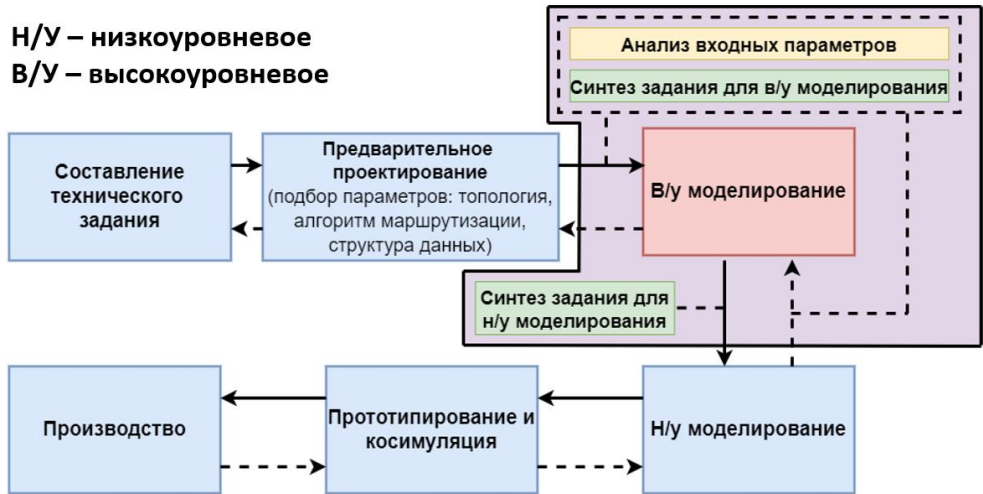 Н/У – низкоуровневое
В/У – высокоуровневое
Анализ входных параметров
Синтез задания для в/у моделирования
Составление
технического
задания
Предварительное
проектирование
(подбор параметров: топология,
алгоритм маршрутизации,
структура данных)
В/у моделирование
Синтез задания для
н/у моделирования
Производство
Прототипирование и
косимуляция
Н/у моделирование